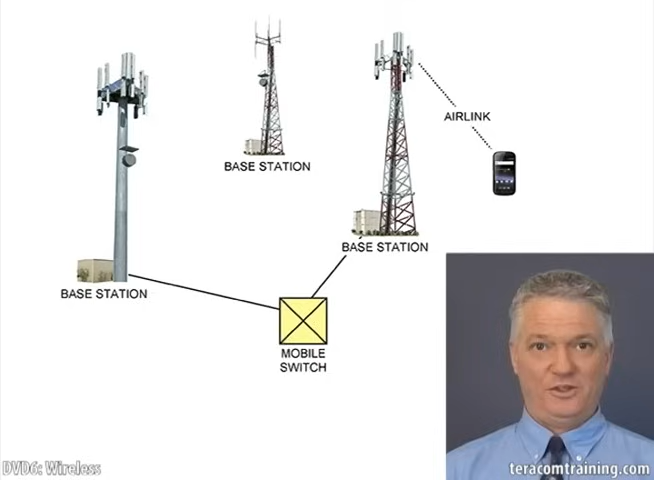 AIRLINK
BASE STATION
BASE STATION
BASE STATION
MOBILE
SWITCH
DVD6: Wireless
teracomtraining.com